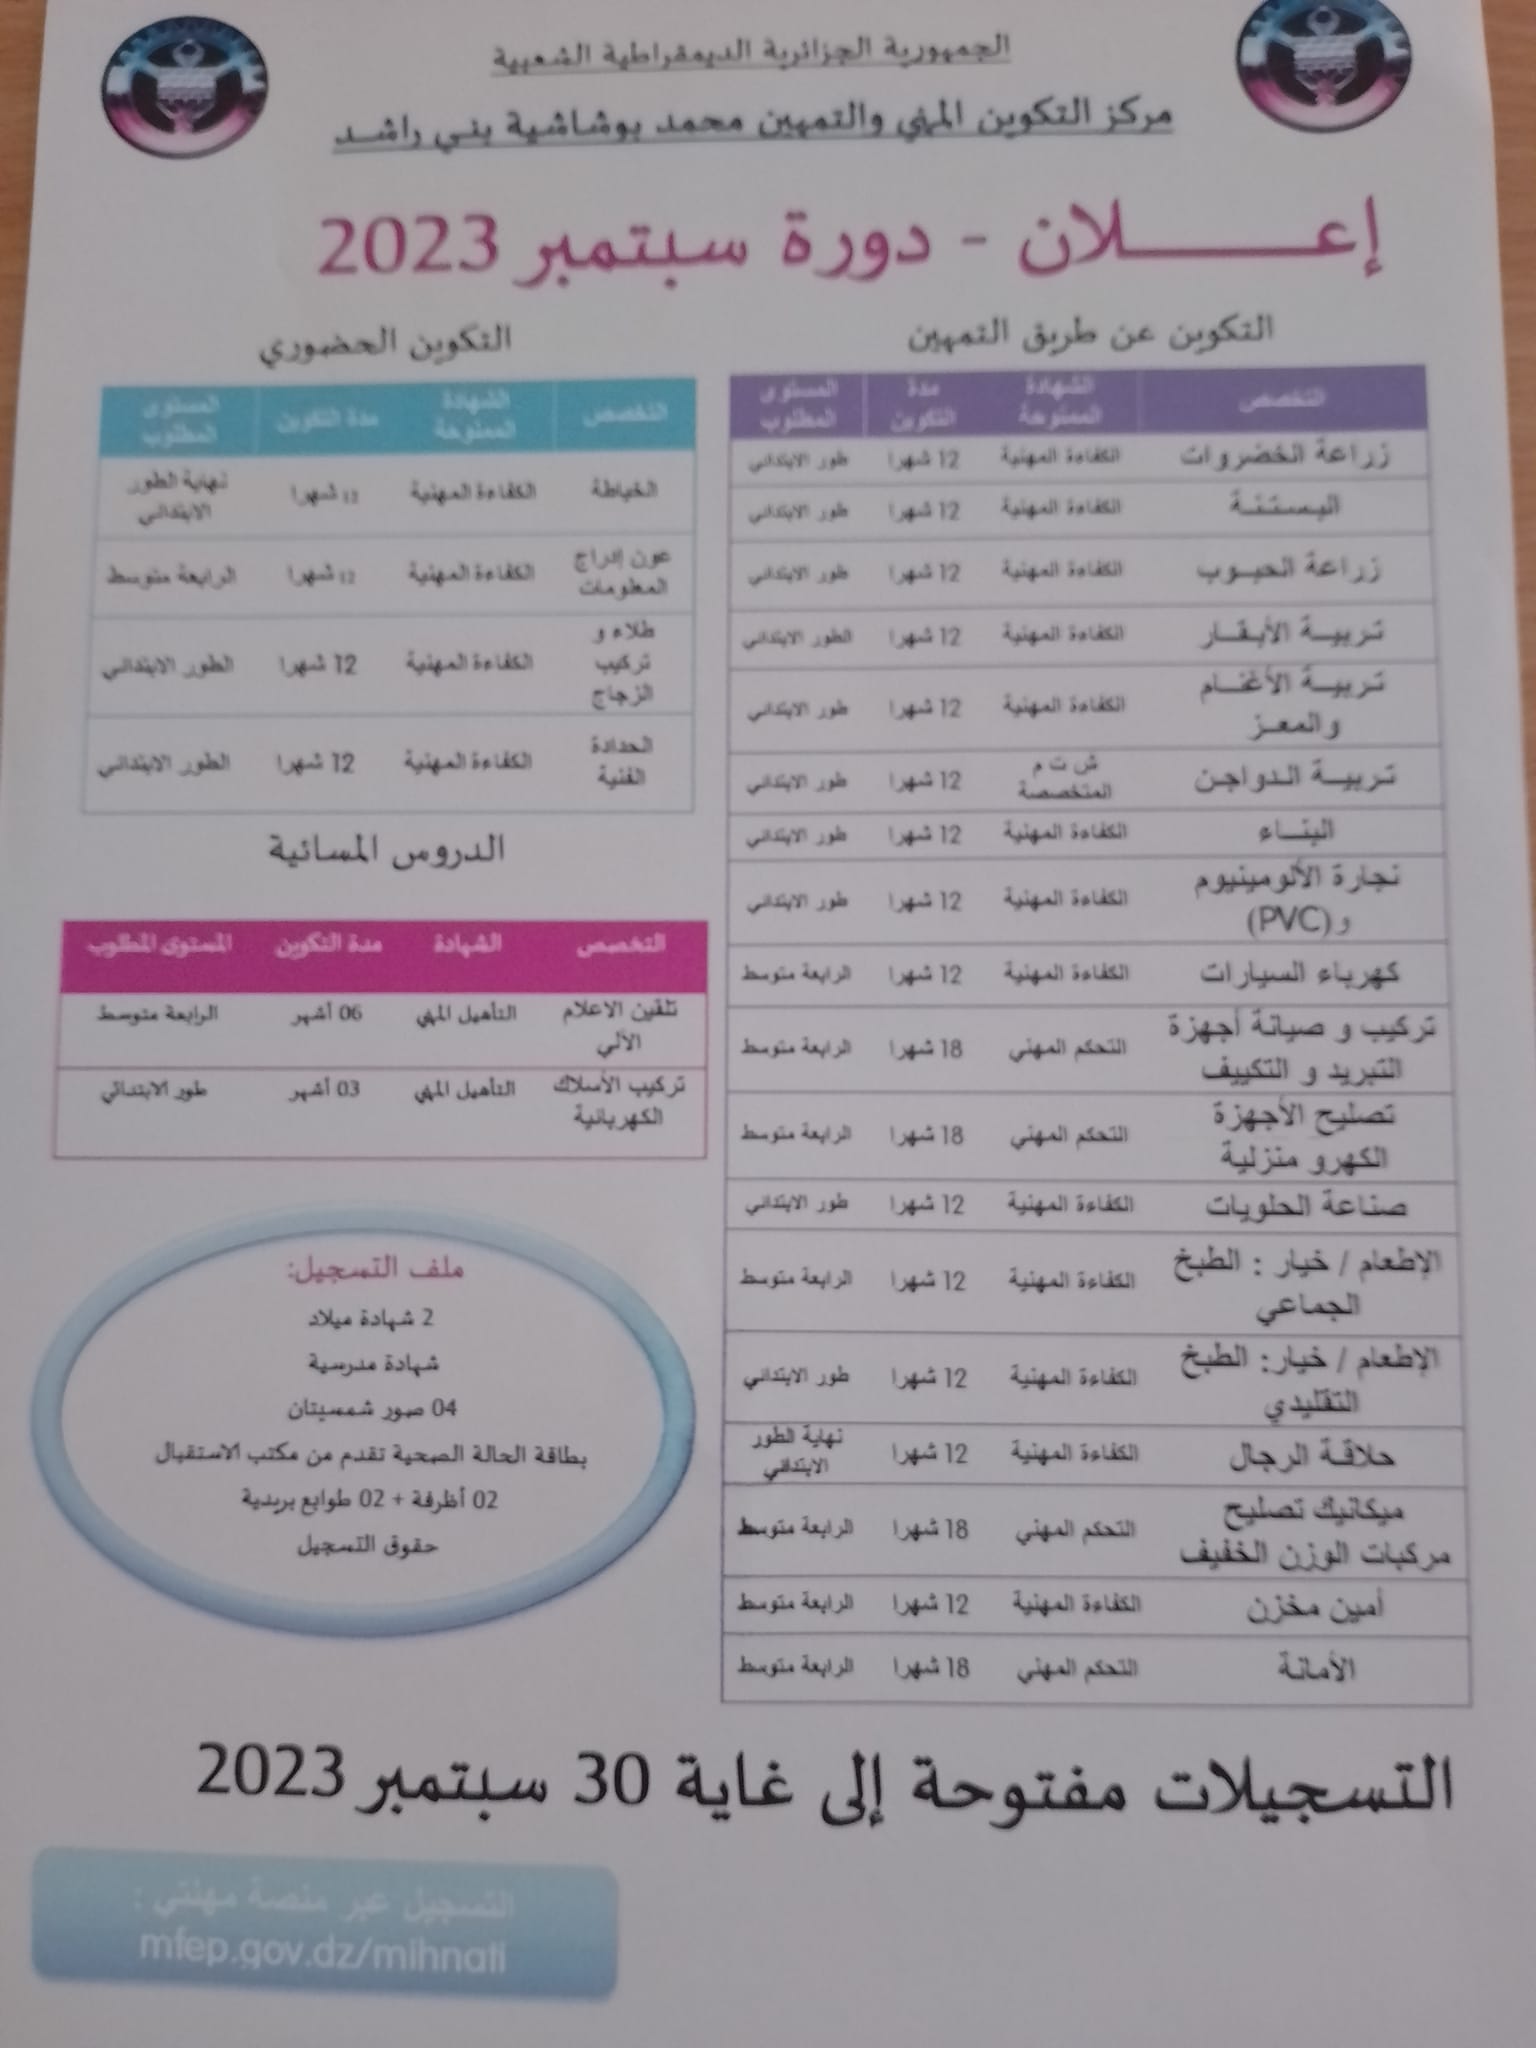 الجمهورية الجزائرية الديمقراطية الشعبية
مركز التكوين المهني والتمهين محمد بوشاشية بني راشد
إعـــــــلان - دورة سبتمبر 2023
التكوين عن طريق التمهين
التخصص الشهادة الممنوحة مدة التكوين المستوى المطلوب
زراعة الخضروات الكفاءة المهنية 12 شهرا طور الابتدائي
البستنة الكفاءة المهنية 12 شهرا طور الابتدائي
زراعة الحبوب الكفاءة المهنية 12 شهرا طور الابتدائي
تربية الأبقار الكفاءة المهنية 12 شهرا الطور الابتدائي
تربية الأغنام والمعز الكفاءة المهنية 12 شهرا طور الابتدائي
تربية الدواجن ش ت م المتخصصة 12 شهرا طور الابتدائي
البناء الكفاءة المهنية 12 شهرا طور الابتدائي
نجارة الألومينيوم و(PVC) الكفاءة المهنية 12 شهرا طور الابتدائي
كهرباء السيارات الكفاءة المهنية 12 شهرا الرابعة متوسط
تركيب و صيانة أجهزة التبريد و التكييف التحكم المهني 18 شهرا الرابعة متوسط
تصليح الأجهزة الكهرو منزلية التحكم المهني 18 شهرا الرابعة متوسط
صناعة الحلويات الكفاءة المهنية 12 شهرا طور الابتدائي
الإطعام / خيار : الطبخ الجماعي الكفاءة المهنية 12 شهرا الرابعة متوسط
الإطعام / خيار: الطبخ التقليدي الكفاءة المهنية 12 شهرا طور الابتدائي
حلاقة الرجال الكفاءة المهنية 12 شهرا نهاية الطور الابتدائي
ميكانيك تصليح مركبات الوزن الخفيف التحكم المهني 18 شهرا الرابعة متوسط
أمين مخزن الكفاءة المهنية 12 شهرا الرابعة متوسط
الأمانة التحكم المهني 18 شهرا الرابعة متوسط
التكوين الحضوري
التخصص الشهادة الممنوحة مدة التكوين المستوى المطلوب
الخياطة الكفاءة المهنية 12 شهرا نهاية الطور الابتدائي
عون إدراج المعلومات الكفاءة المهنية 12 شهرا الرابعة متوسط
طلاء و تركيب الزجاج الكفاءة المهنية 12 شهرا الطور الابتدائي
الحدادة الفنية الكفاءة المهنية 12 شهرا الطور الابتدائي
الدروس المسائية
التخصص الشهادة مدة التكوين المستوى المطلوب
تلقين الاعلام الآلي التأهيل المهني 06 أشهر الرابعة متوسط
تركيب الأسلاك الكهربائية التأهيل المهني 03 أشهر طور الابتدائي
ملف التسجيل:
2 شهادة ميلاد
شهادة مدرسية
04 صور شمسيتان
بطاقة الحالة الصحية تقدم من مكتب الاستقبال
02 أظرفة + 02 طوابع بريدية
حقوق التسجيل
التسجيلات مفتوحة إلى غاية 30 سبتمبر 2023
التسجيل عبر منصة مهنتي :
mfep.gov.dz/mihnati